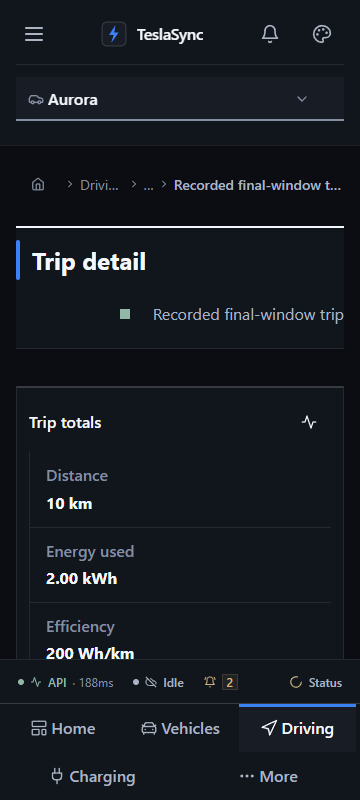 TeslaSync
Aurora
Drivi... ... Recorded final-window t...
Trip detail
Recorded final-window trip
Trip totals
Distance
10 km
Energy used
2.00 kWh
Efficiency
200 Wh/km
API · 188ms Idle 2 Status
Home Vehicles Driving
Charging More